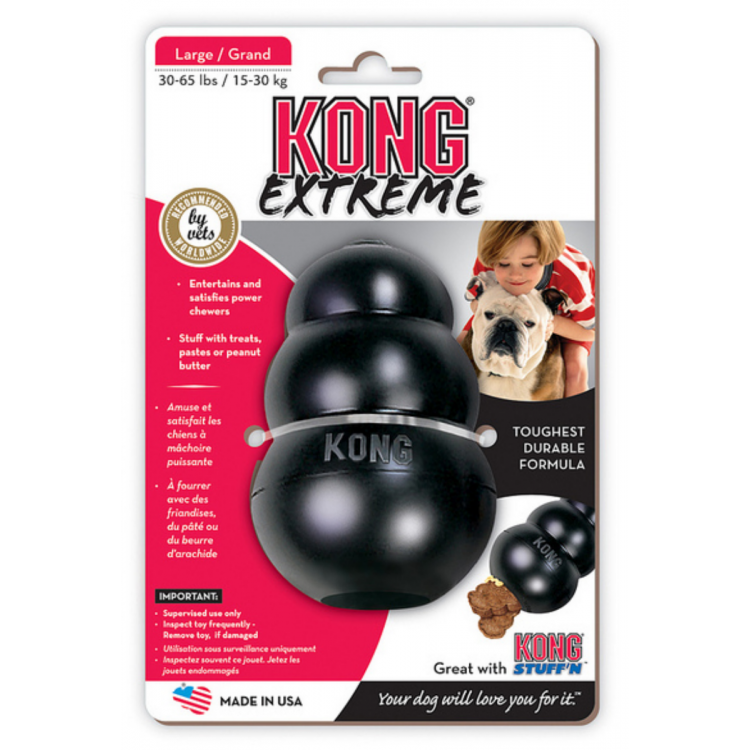 Large / Grand
30-65 lbs / 15-30 kg
KONG®
EXTREME
RECOMMENDED
by
vets
WORLDWIDE
• Entertains and
satisfies power
chewers
• Stuff with treats,
pastes or peanut
butter
• Amuse et
satisfait les
chiens à
mâchoire
puissante
• À fourrer
avec des
friandises,
du pâté ou
du beurre
d'arachide
KONG
TOUGHEST
DURABLE
FORMULA
KONG
IMPORTANT:
• Supervised use only
• Inspect toy frequently -
Remove toy, if damaged
• Utilisation sous surveillance uniquement
• Inspectez souvent ce jouet. Jetez les
jouets endommagés
Great with KONG
STUFF'N™
MADE IN USA
Your dog will love you for it.™